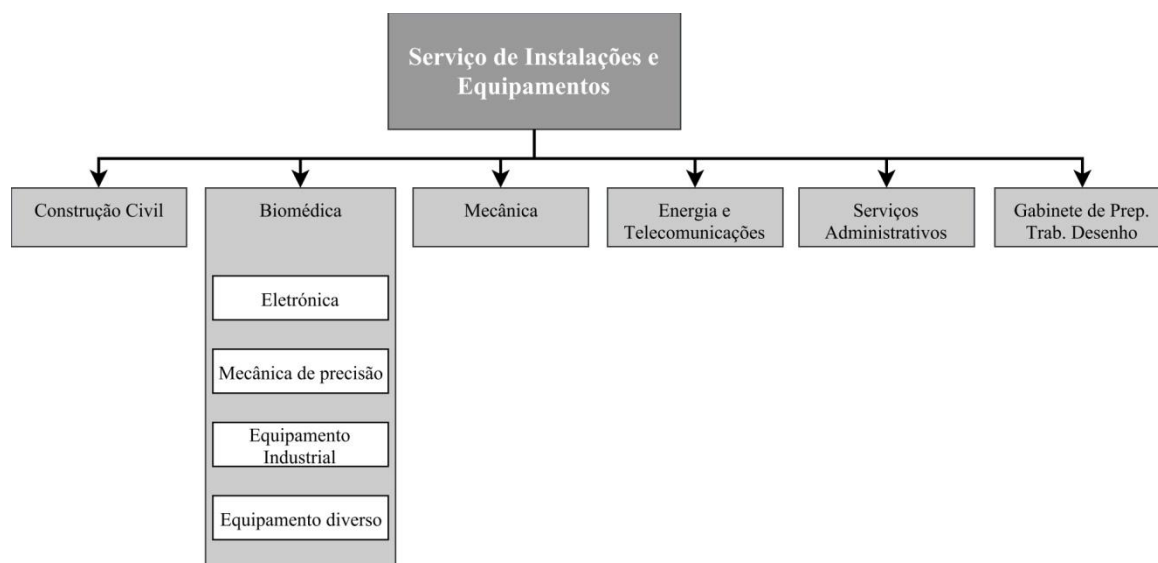 Serviço de Instalações e
Equipamentos
Construção Civil
Biomédica
Mecânica
Energia e
Telecomunicações
Serviços
Administrativos
Gabinete de Prep.
Trab. Desenho
Eletrónica
Mecânica de precisão
Equipamento
Industrial
Equipamento diverso